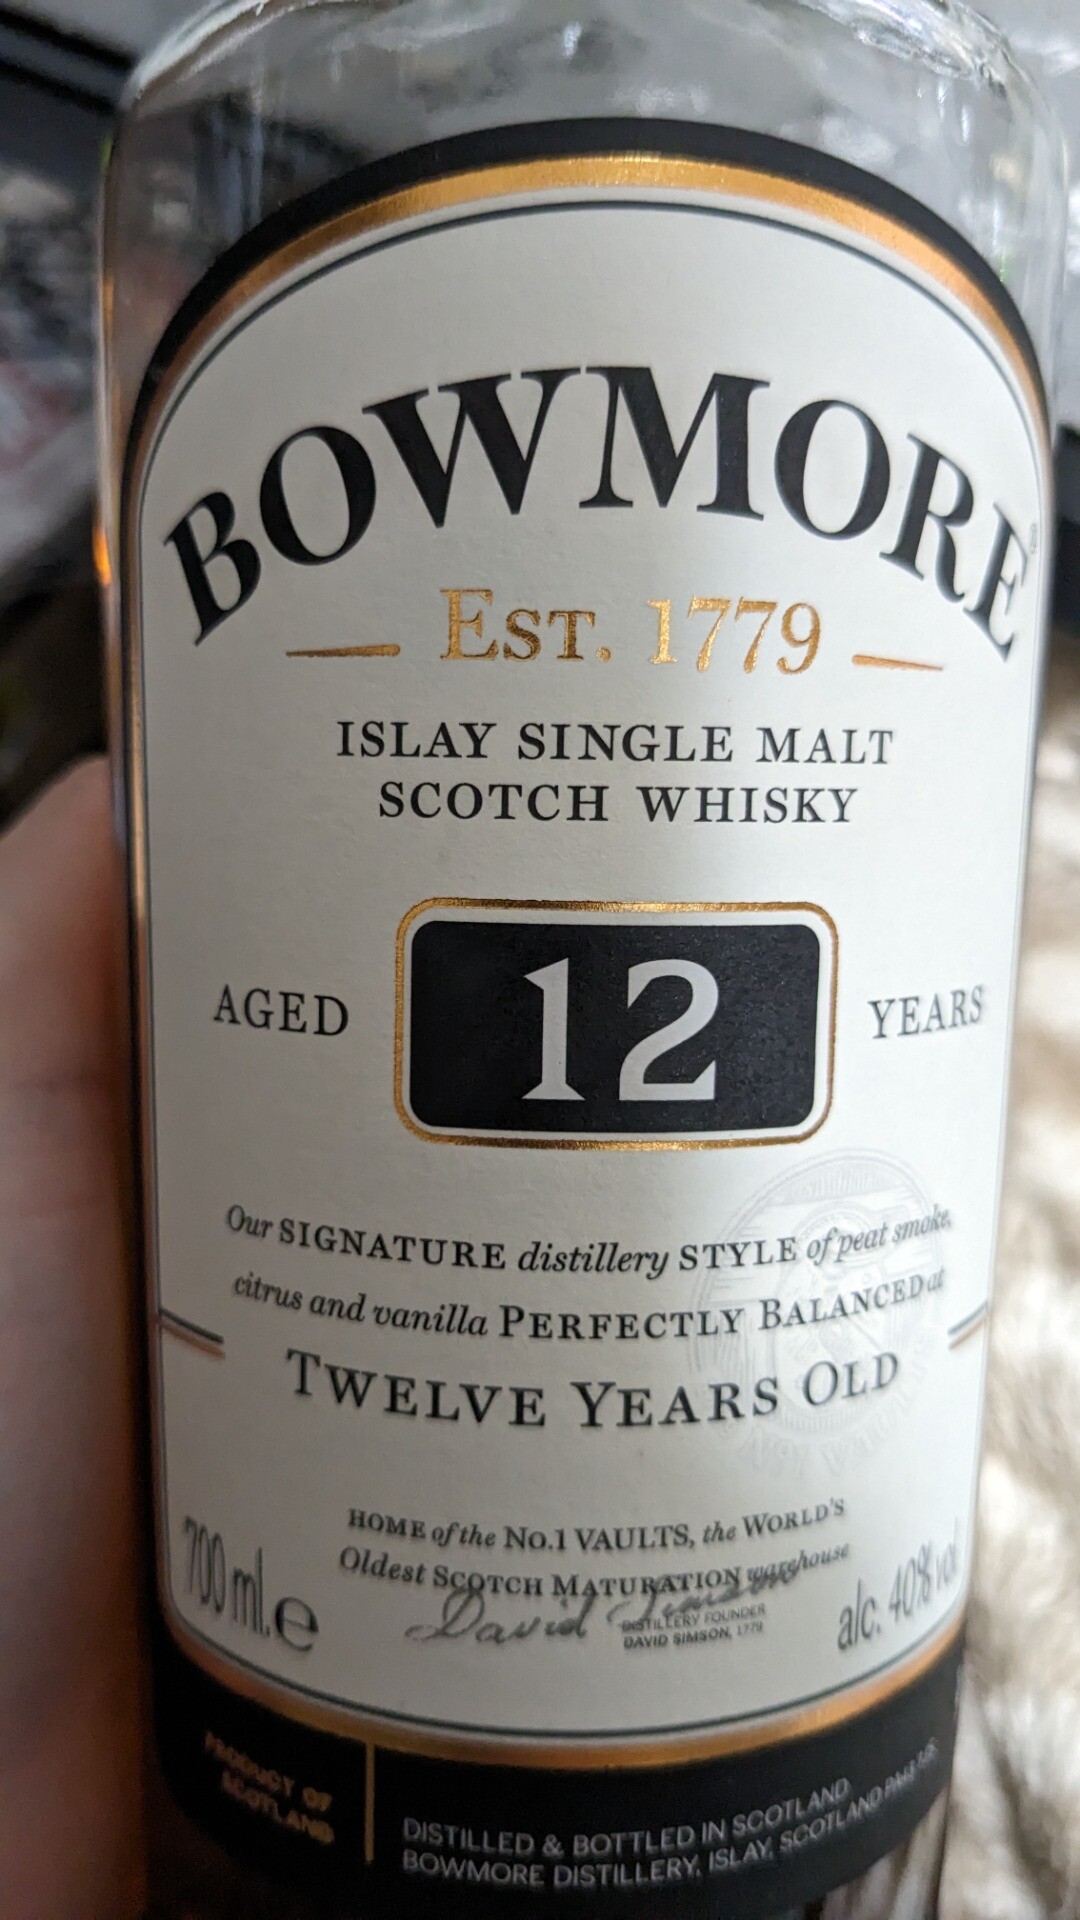 BOWMORE
EST. 1779
ISLAY SINGLE MALT
SCOTCH WHISKY
AGED 12 YEARS
Our SIGNATURE distillery STYLE of peat smoke,
citrus and vanilla PERFECTLY BALANCED at
TWELVE YEARS OLD
HOME of the No.1 VAULTS, the WORLD'S
Oldest SCOTCH MATURATION warehouse
David Simson
DISTILLERY FOUNDER
DAVID SIMSON, 1779
700 ml. e
alc. 40% vol
PRODUCT OF
SCOTLAND
DISTILLED & BOTTLED IN SCOTLAND
BOWMORE DISTILLERY, ISLAY, SCOTLAND